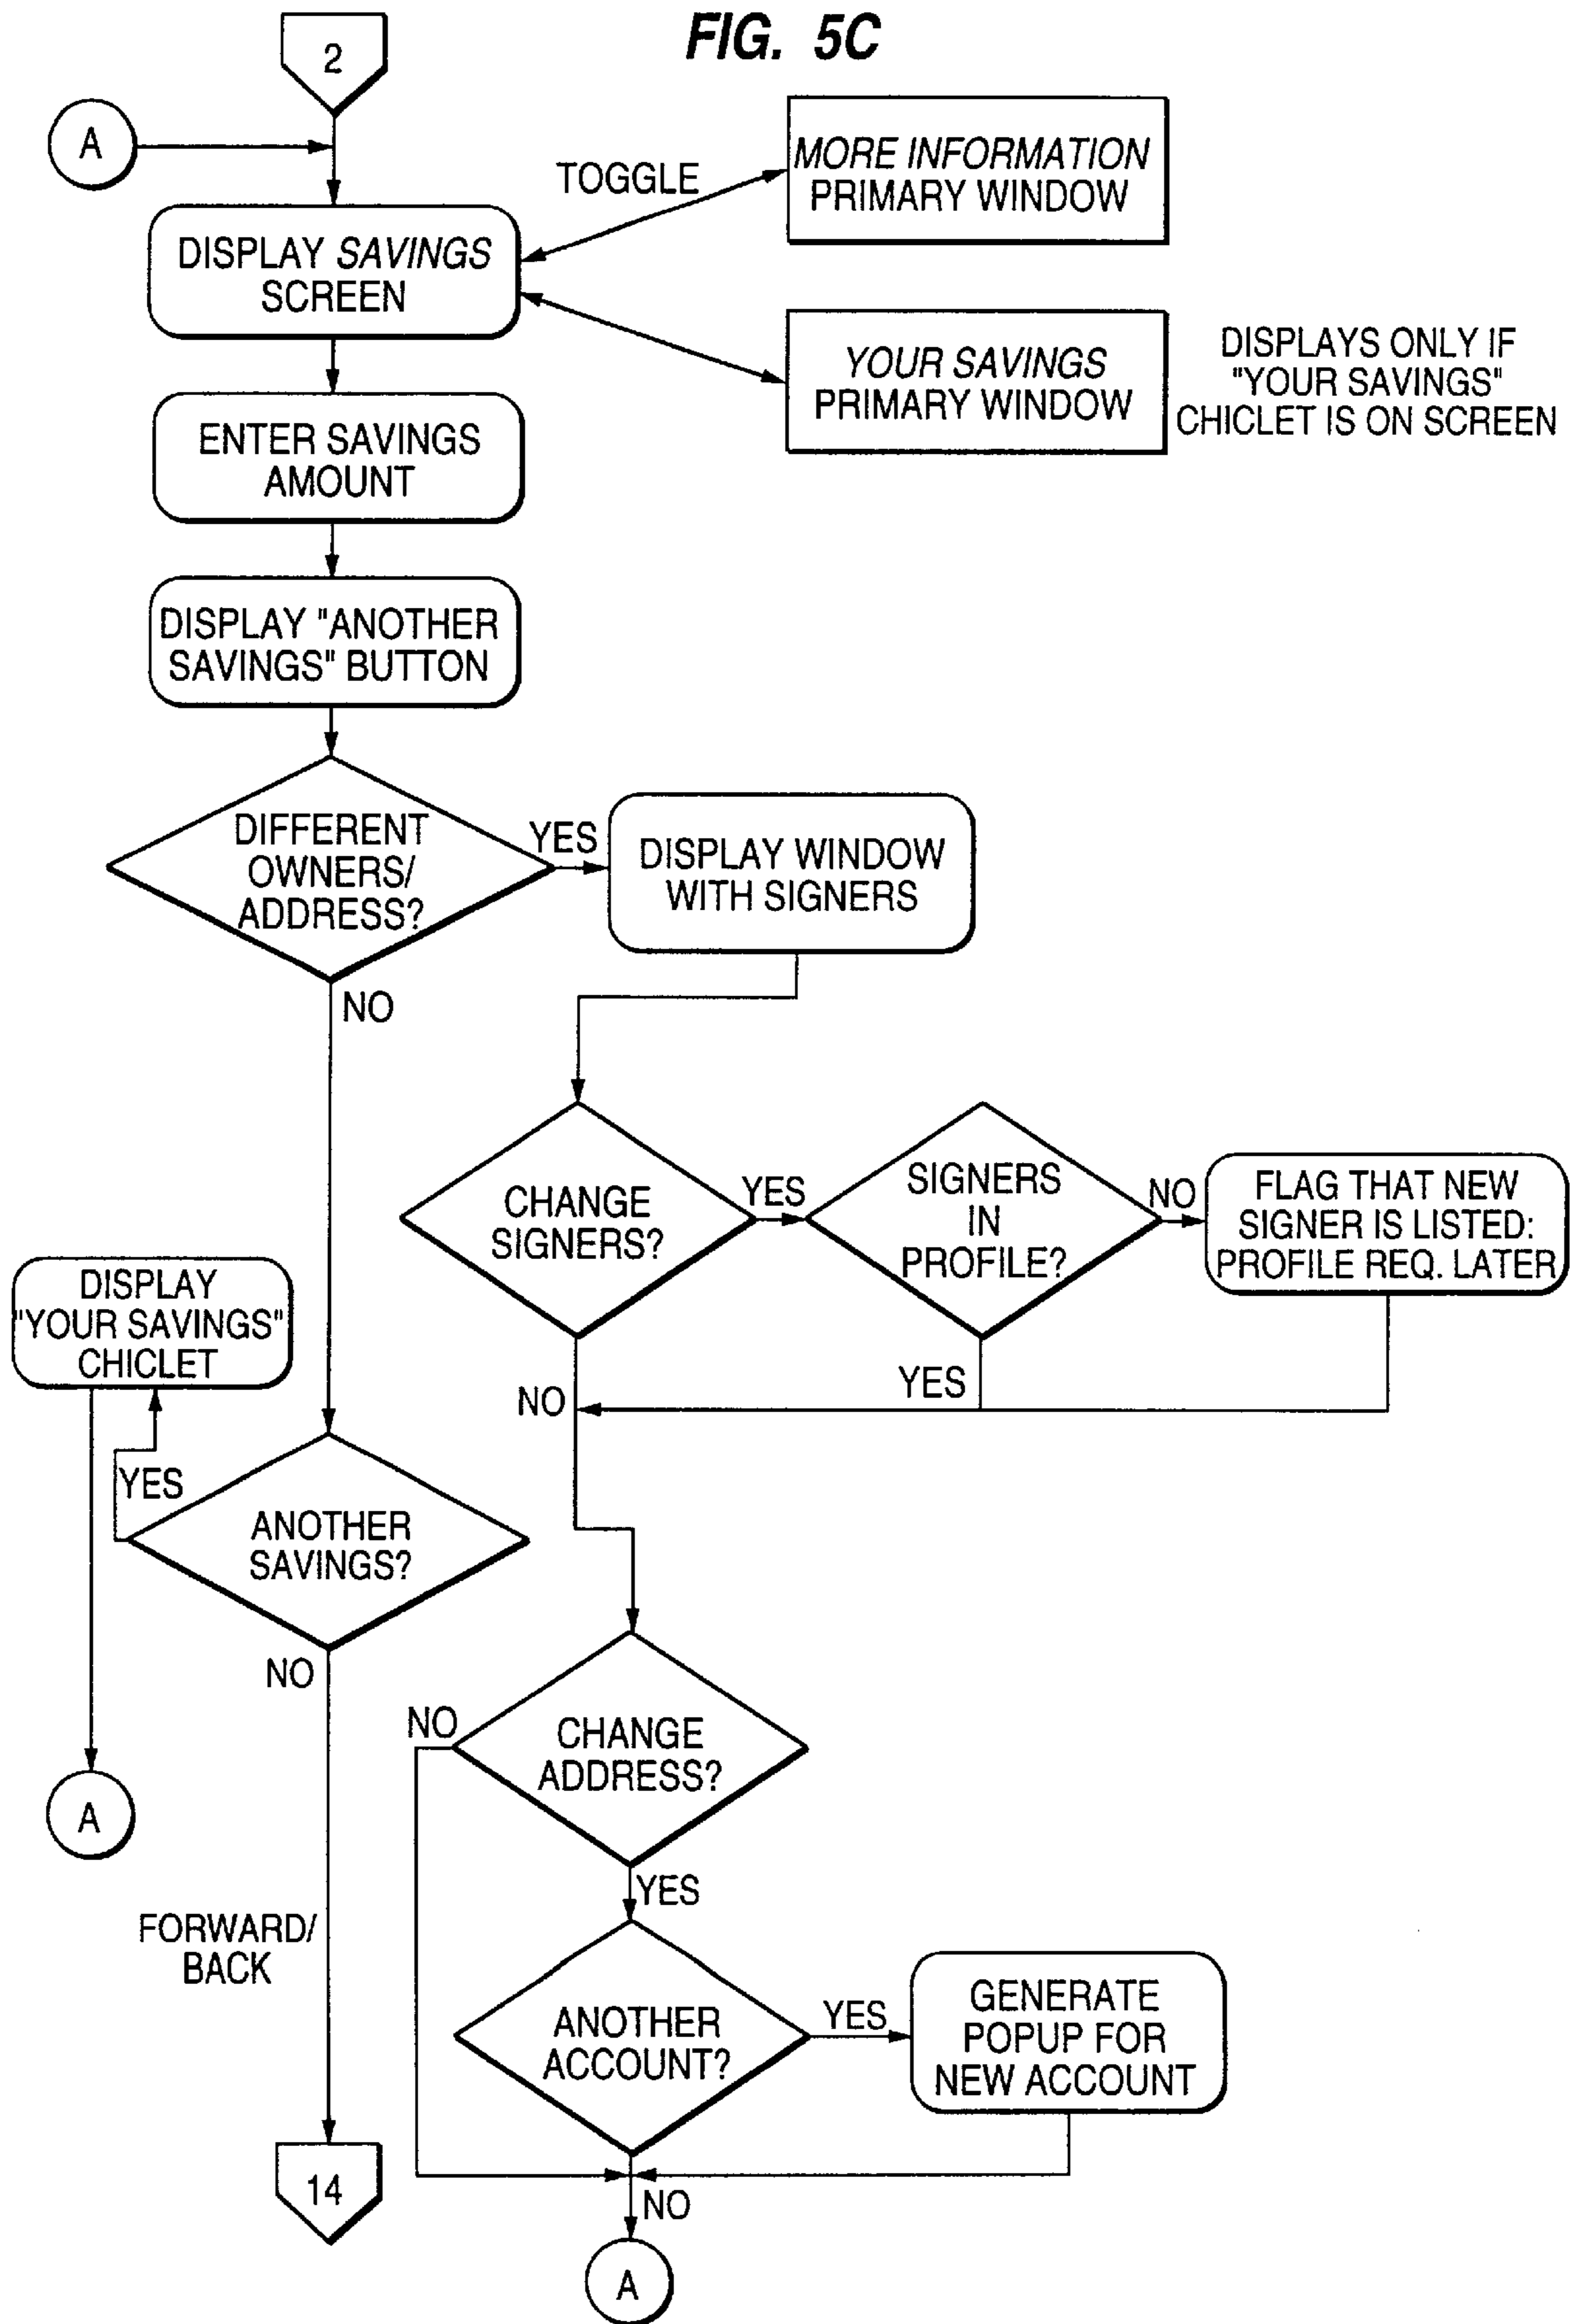 FIG. 5C
2
A
TOGGLE
MORE INFORMATION
PRIMARY WINDOW
DISPLAY SAVINGS
SCREEN
YOUR SAVINGS
PRIMARY WINDOW
DISPLAYS ONLY IF
"YOUR SAVINGS"
CHICLET IS ON SCREEN
ENTER SAVINGS
AMOUNT
DISPLAY "ANOTHER
SAVINGS" BUTTON
DIFFERENT
OWNERS/
ADDRESS?
YES
DISPLAY WINDOW
WITH SIGNERS
NO
CHANGE
SIGNERS?
YES
SIGNERS
IN
PROFILE?
NO
FLAG THAT NEW
SIGNER IS LISTED:
PROFILE REQ. LATER
YES
NO
DISPLAY
"YOUR SAVINGS"
CHICLET
YES
ANOTHER
SAVINGS?
NO
A
FORWARD/
BACK
14
NO
CHANGE
ADDRESS?
YES
ANOTHER
ACCOUNT?
YES
GENERATE
POPUP FOR
NEW ACCOUNT
NO
A